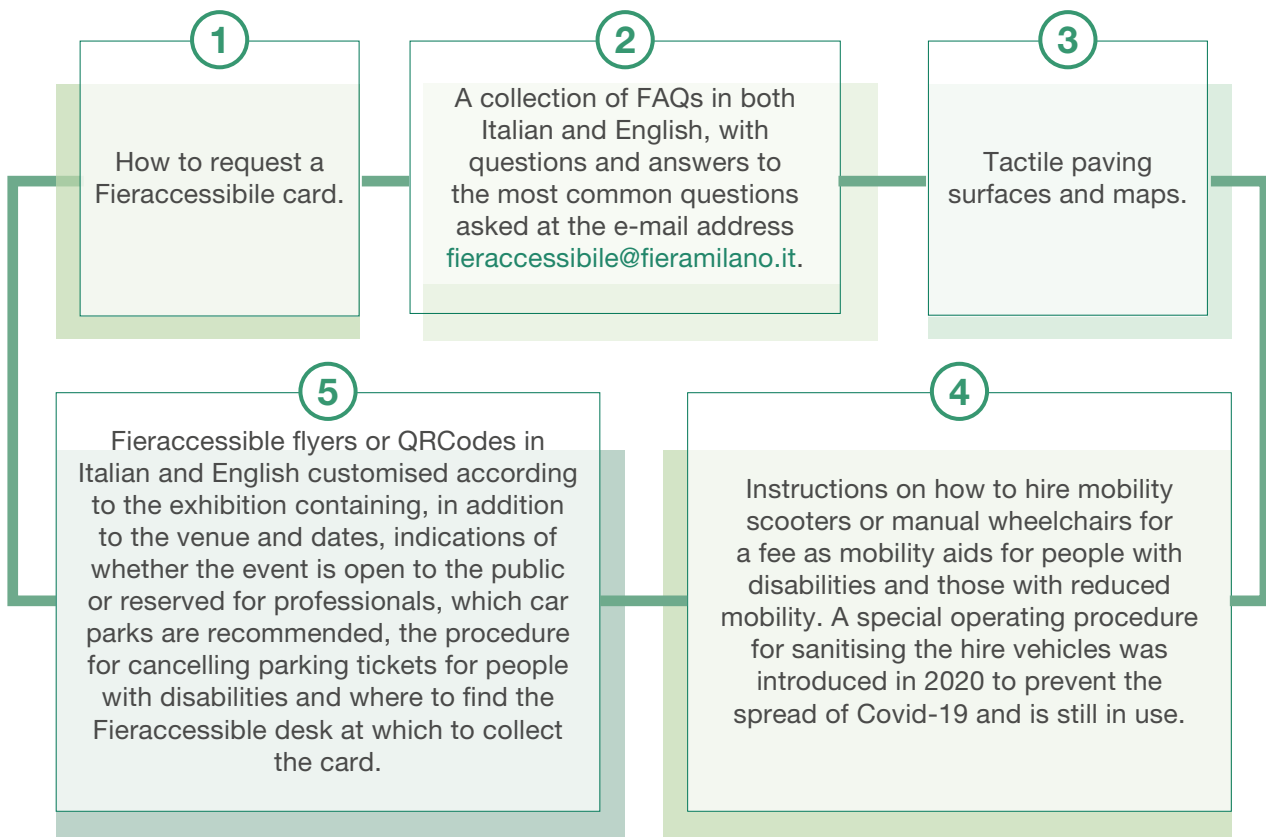 1
How to request a
Fieraccessibile card.
2
A collection of FAQs in both
Italian and English, with
questions and answers to
the most common questions
asked at the e-mail address
fieraccessibile@fieramilano.it.
3
Tactile paving
surfaces and maps.
4
Instructions on how to hire mobility
scooters or manual wheelchairs for
a fee as mobility aids for people with
disabilities and those with reduced
mobility. A special operating procedure
for sanitising the hire vehicles was
introduced in 2020 to prevent the
spread of Covid-19 and is still in use.
5
Fieraccessible flyers or QRCodes in
Italian and English customised according
to the exhibition containing, in addition
to the venue and dates, indications of
whether the event is open to the public
or reserved for professionals, which car
parks are recommended, the procedure
for cancelling parking tickets for people
with disabilities and where to find the
Fieraccessible desk at which to collect
the card.